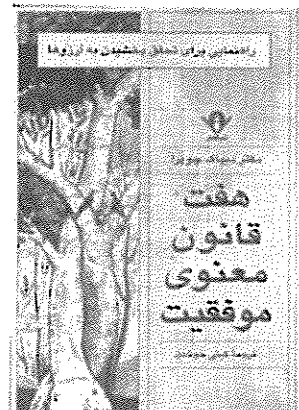 راهنمایی برای تحقق بخشیدن به آرزوها
دکتر دیپاک چوپرا
هفت
قانون
معنوی
موفقیت